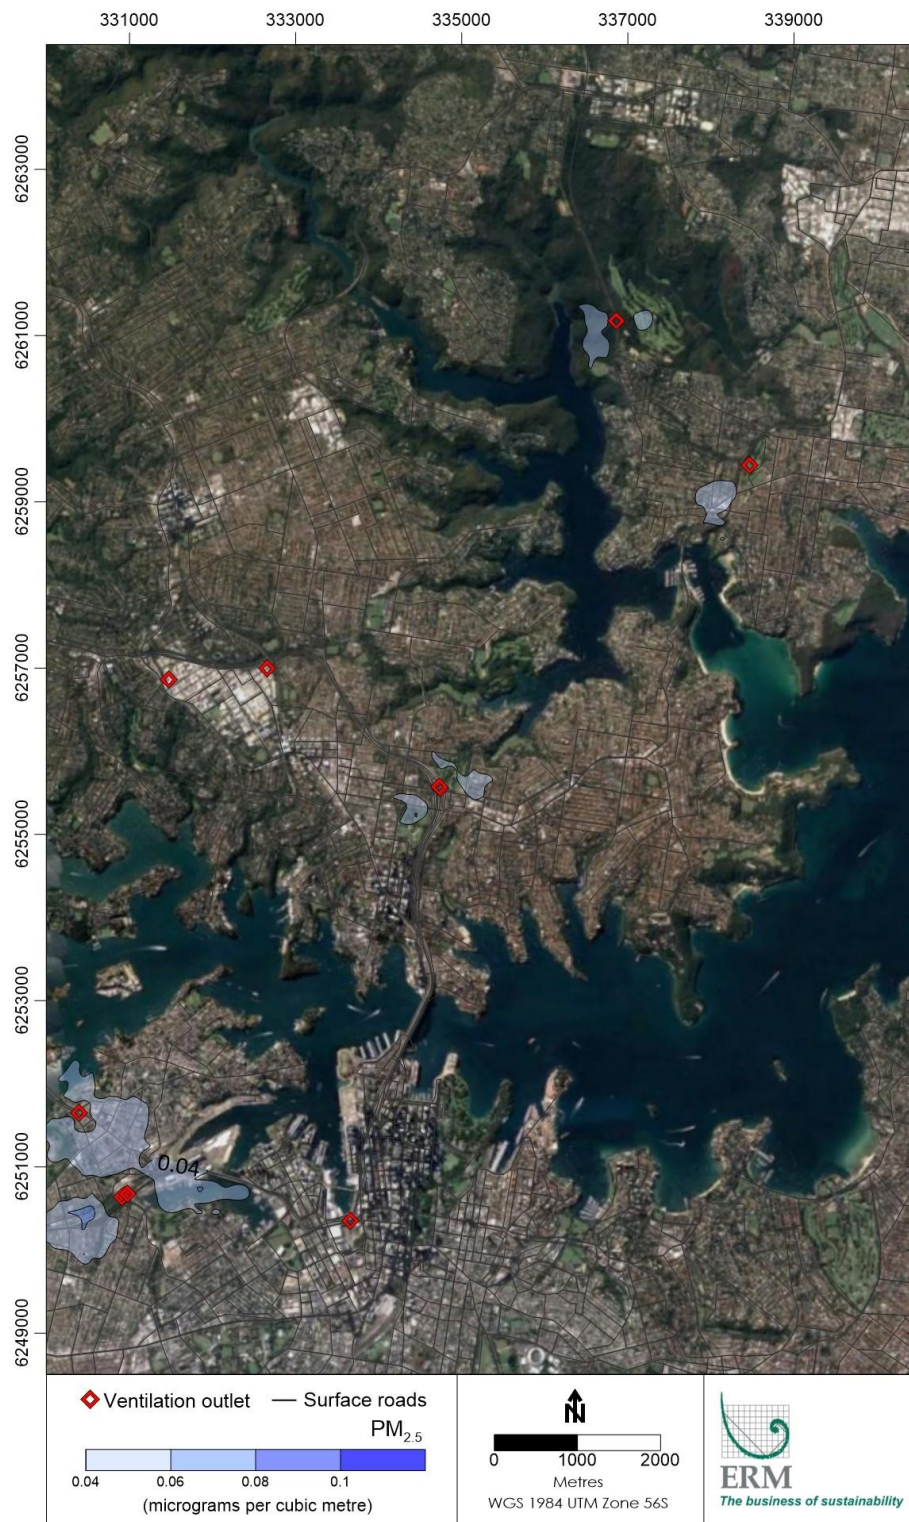 331000 333000 335000 337000 339000
6263000
6261000
6259000
6257000
6255000
6253000
6251000
6249000
0.04
Ventilation outlet Surface roads
PM2.5
0.04 0.06 0.08 0.1
(micrograms per cubic metre)
N
0 1000 2000
Metres
WGS 1984 UTM Zone 56S
ERM
The business of sustainability